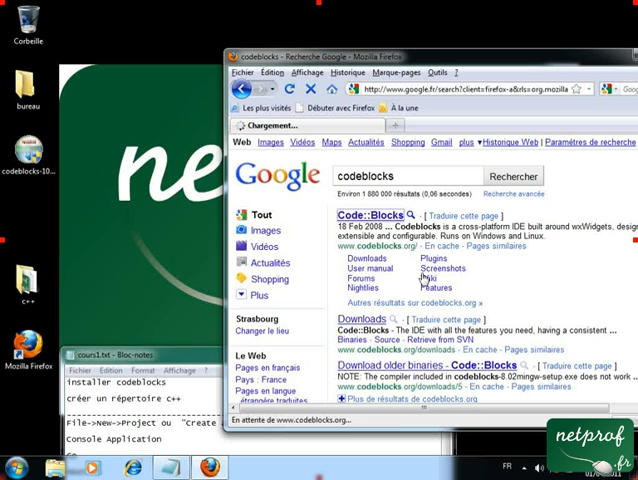 Corbeille
bureau
codeblocks-10...
c++
Mozilla Firefox
net
codeblocks - Recherche Google - Mozilla Firefox
Fichier Édition Affichage Historique Marque-pages Outils ?
http://www.google.fr/search?client=firefox-a&rls=org.mozilla
Les plus visités Débuter avec Firefox À la une
Chargement...
Web Images Vidéos Maps Actualités Shopping Gmail plus Historique Web | Paramètres de recherche
Google codeblocks Rechercher
Environ 1 880 000 résultats (0,06 secondes) Recherche avancée
Tout
Images
Vidéos
Actualités
Shopping
Plus
Strasbourg
Changer le lieu
Le Web
Pages en français
Pays : France
Pages en langues
étrangères traduites
Code::Blocks - [ Traduire cette page ]
18 Feb 2008 ... Codeblocks is a cross-platform IDE built around wxWidgets, design
extensible and configurable. Runs on Windows and Linux.
www.codeblocks.org/ - En cache - Pages similaires
Downloads Plugins
User manual Screenshots
Forums
Nightlies Features
Autres résultats sur codeblocks.org »
Downloads - [ Traduire cette page ]
Code::Blocks - The IDE with all the features you need, having a consistent ...
Binaries - Source - Retrieve from SVN
www.codeblocks.org/downloads - En cache - Pages similaires
Download older binaries - Code::Blocks - [ Traduire cette page ]
NOTE: The compiler included in codeblocks-8.02mingw-setup.exe does not work ...
www.codeblocks.org/downloads/5 - En cache - Pages similaires
Plus de résultats de codeblocks.org
En attente de www.codeblocks.org...
cours1.txt - Bloc-notes
Fichier Edition Format Affichage ?
installer codeblocks
créer un répertoire c++
File->New->Project ou "Create
Console Application
FR
netprof
.fr